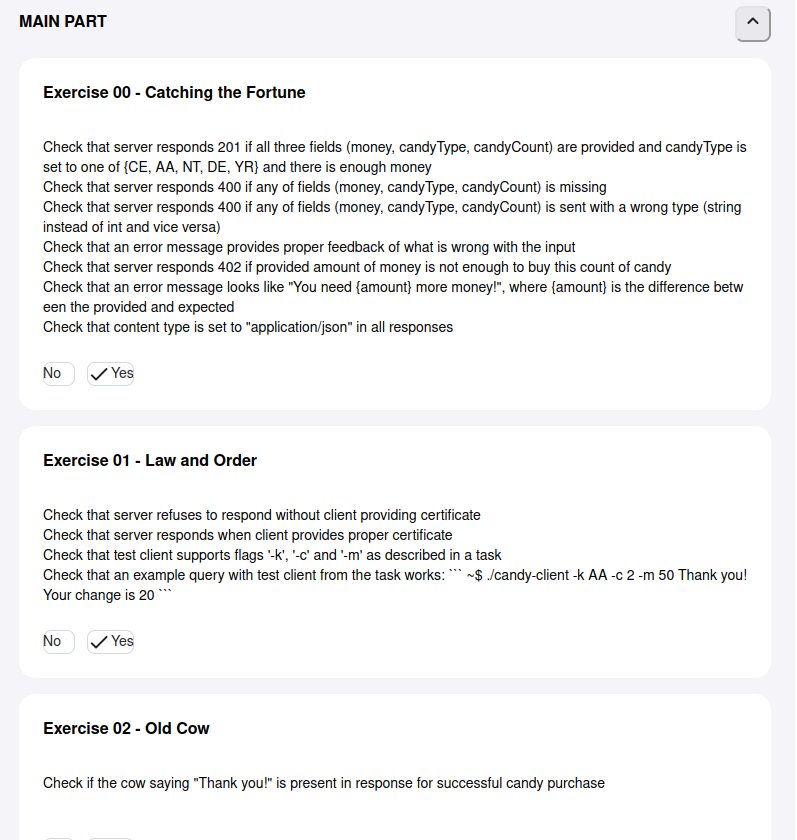 MAIN PART
Exercise 00 - Catching the Fortune
Check that server responds 201 if all three fields (money, candyType, candyCount) are provided and candyType is
set to one of {CE, AA, NT, DE, YR} and there is enough money
Check that server responds 400 if any of fields (money, candyType, candyCount) is missing
Check that server responds 400 if any of fields (money, candyType, candyCount) is sent with a wrong type (string
instead of int and vice versa)
Check that an error message provides proper feedback of what is wrong with the input
Check that server responds 402 if provided amount of money is not enough to buy this count of candy
Check that an error message looks like "You need {amount} more money!", where {amount} is the difference betw
een the provided and expected
Check that content type is set to "application/json" in all responses
No Yes
Exercise 01 - Law and Order
Check that server refuses to respond without client providing certificate
Check that server responds when client provides proper certificate
Check that test client supports flags '-k', '-c' and '-m' as described in a task
Check that an example query with test client from the task works: ``` ~$ ./candy-client -k AA -c 2 -m 50 Thank you!
Your change is 20 ```
No Yes
Exercise 02 - Old Cow
Check if the cow saying "Thank you!" is present in response for successful candy purchase